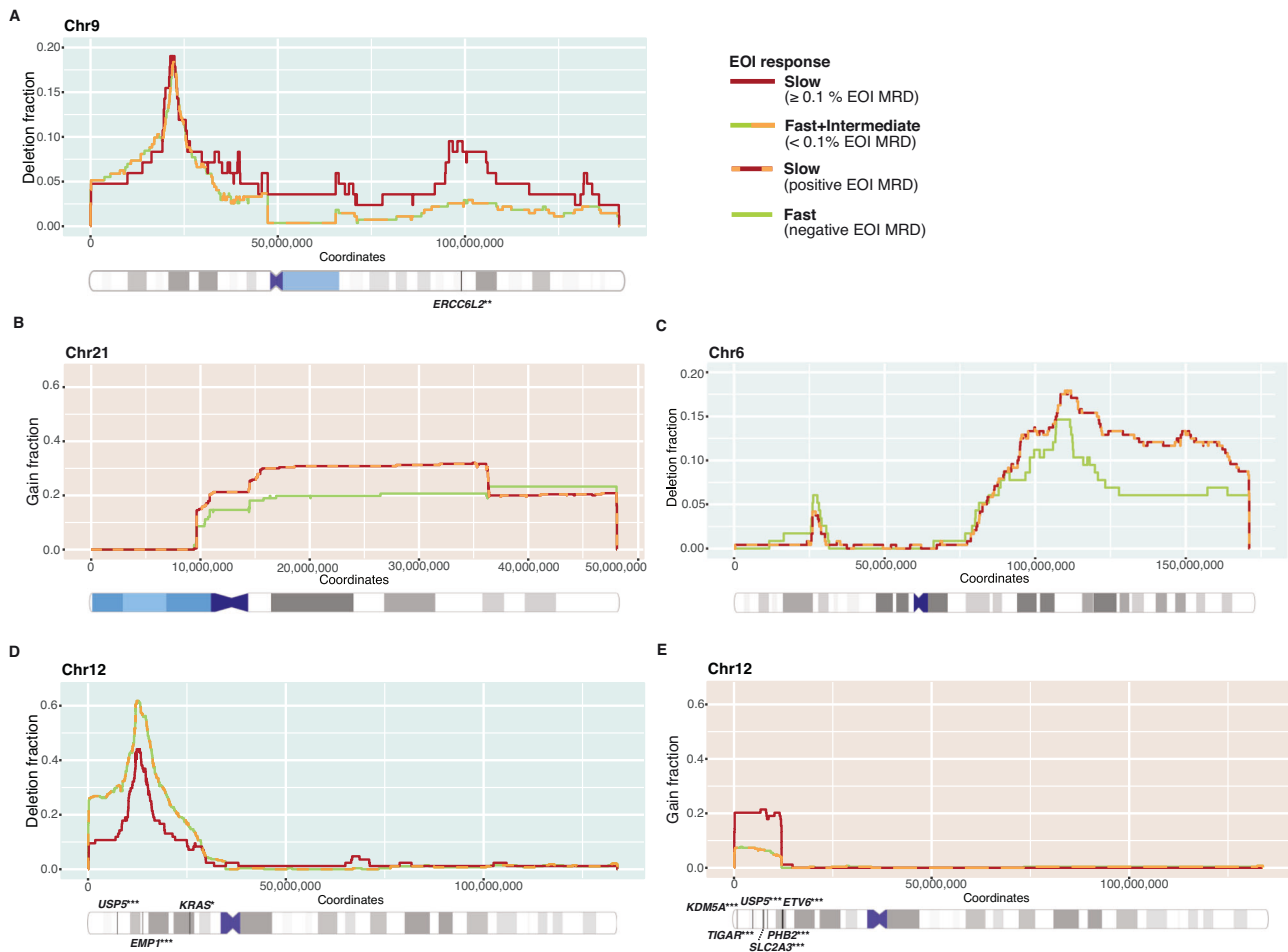 A
Chr9
Deletion fraction
0.20
0.15
0.10
0.05
0.00
0
50,000,000
100,000,000
Coordinates
ERCC6L2**
EOI response
Slow
(≥ 0.1 % EOI MRD)
Fast+Intermediate
(< 0.1% EOI MRD)
Slow
(positive EOI MRD)
Fast
(negative EOI MRD)
B
Chr21
Gain fraction
0.6
0.4
0.2
0.0
0
10,000,000
20,000,000
30,000,000
40,000,000
50,000,000
Coordinates
C
Chr6
Deletion fraction
0.20
0.15
0.10
0.05
0.00
0
50,000,000
100,000,000
150,000,000
Coordinates
D
Chr12
Deletion fraction
0.6
0.4
0.2
0.0
0
50,000,000
100,000,000
Coordinates
USP5***
KRAS*
EMP1***
E
Chr12
Gain fraction
0.6
0.4
0.2
0.0
0
50,000,000
100,000,000
Coordinates
USP5***
ETV6***
KDM5A***
TIGAR***
PHB2***
SLC2A3***